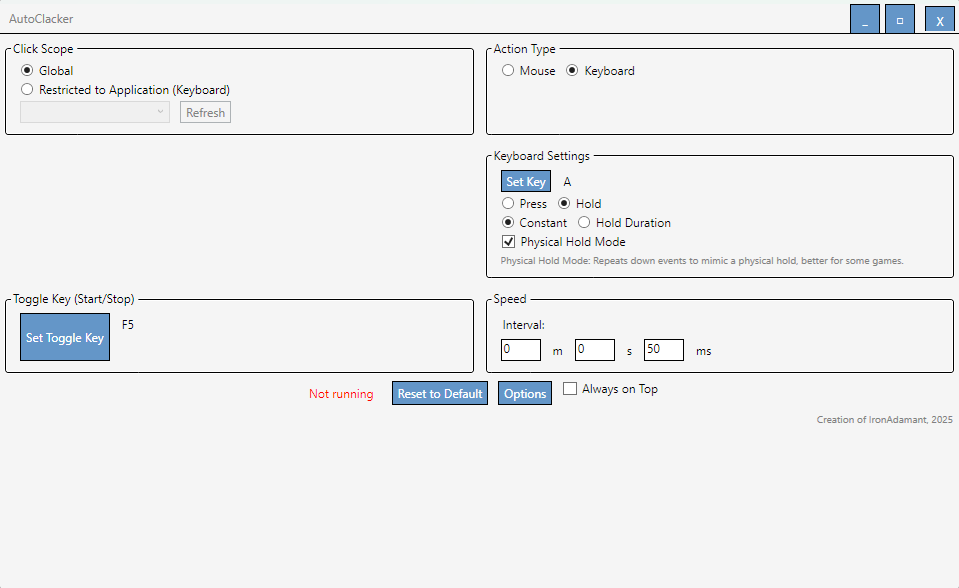 AutoClacker
_ □ X
Click Scope
Global
Restricted to Application (Keyboard)
Refresh
Action Type
Mouse Keyboard
Keyboard Settings
Set Key A
Press Hold
Constant Hold Duration
Physical Hold Mode
Physical Hold Mode: Repeats down events to mimic a physical hold, better for some games.
Toggle Key (Start/Stop)
Set Toggle Key F5
Speed
Interval:
0 m 0 s 50 ms
Not running Reset to Default Options Always on Top
Creation of IronAdamant, 2025